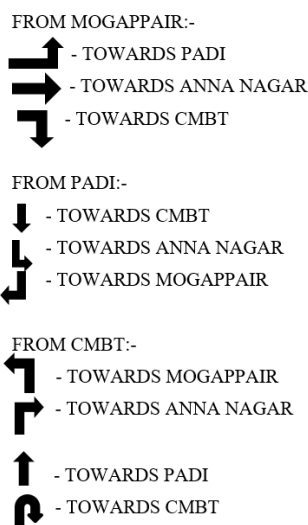 FROM MOGAPPAIR:-
- TOWARDS PADI
- TOWARDS ANNA NAGAR
- TOWARDS CMBT
FROM PADI:-
- TOWARDS CMBT
- TOWARDS ANNA NAGAR
- TOWARDS MOGAPPAIR
FROM CMBT:-
- TOWARDS MOGAPPAIR
- TOWARDS ANNA NAGAR
- TOWARDS PADI
- TOWARDS CMBT